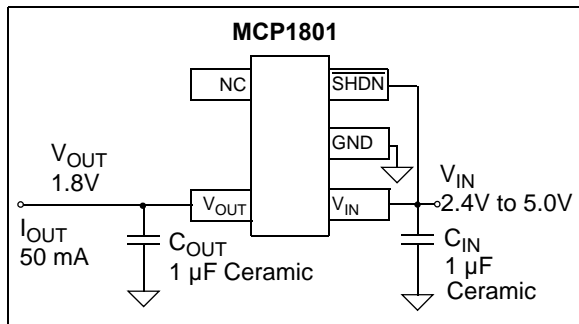 MCP1801
NC
SHDN
GND
VOUT
1.8V
VOUT
VIN
VIN
2.4V to 5.0V
IOUT
50 mA
COUT
1 µF Ceramic
CIN
1 µF
Ceramic